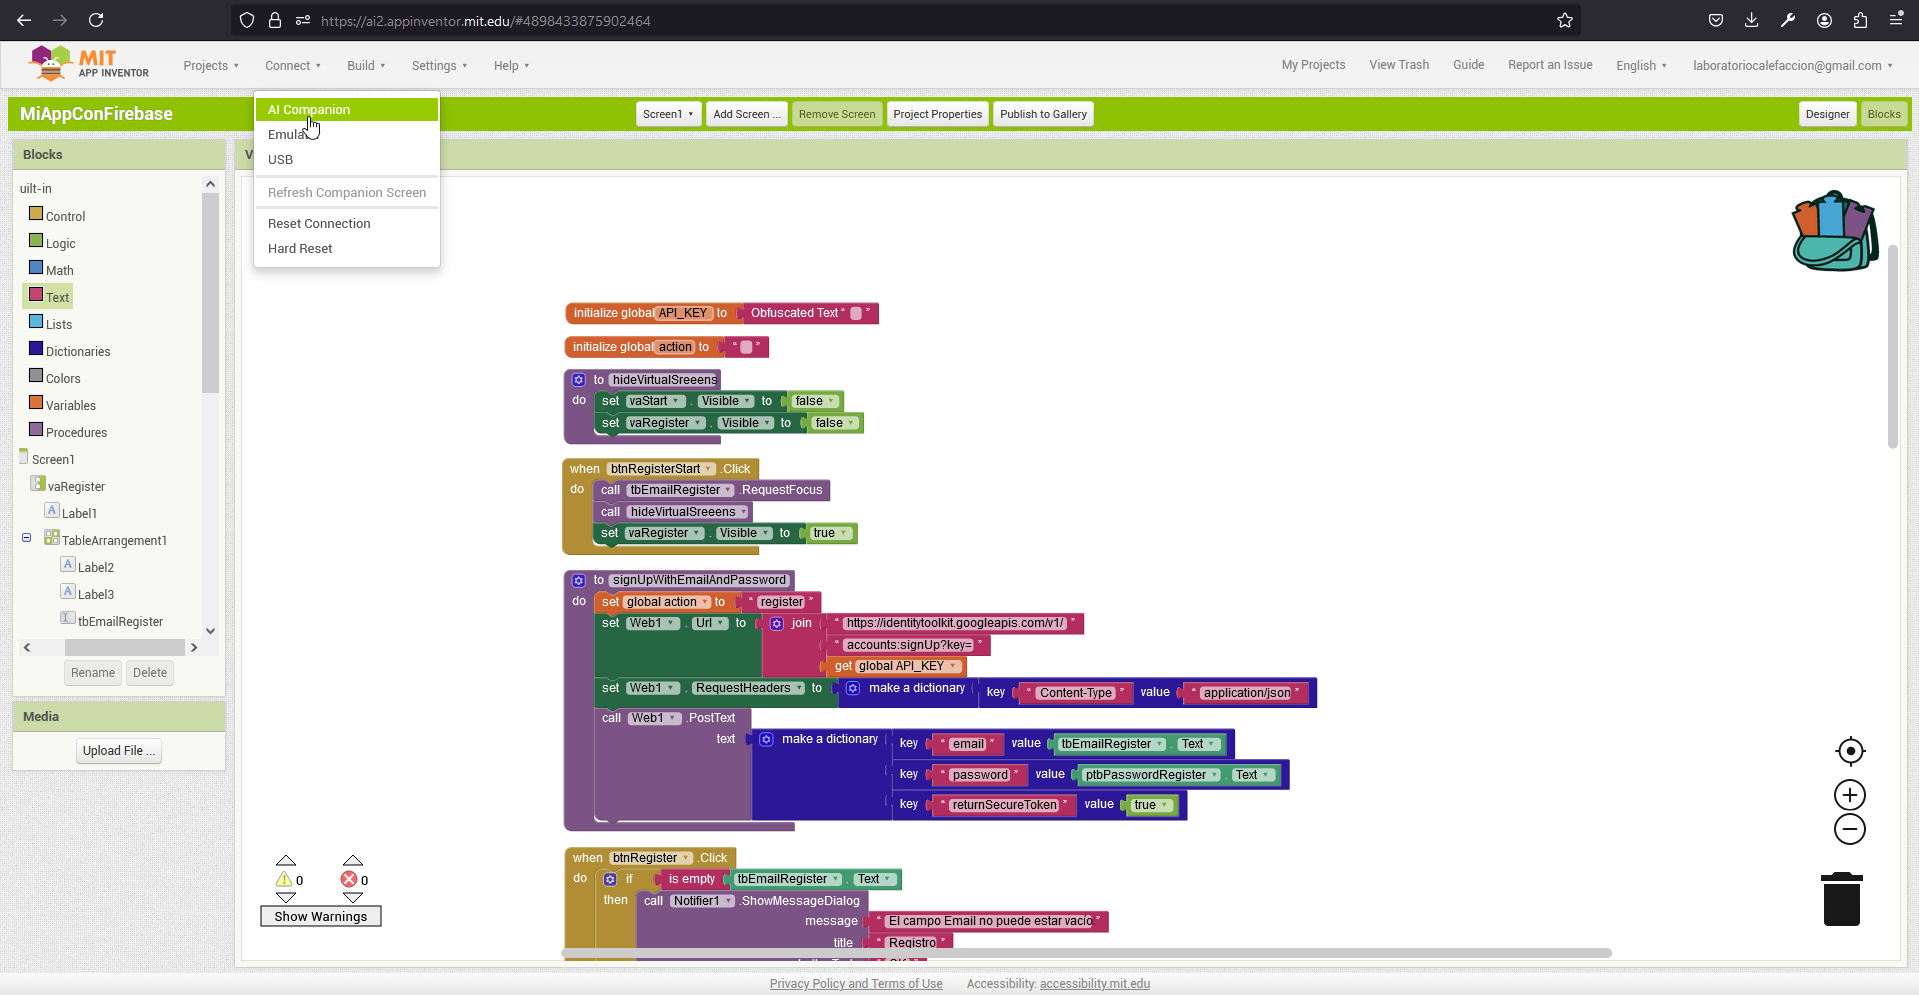 https://ai2.appinventor.mit.edu/#4898433875902464
MIT
APP INVENTOR
Projects
Connect
Build
Settings
Help
My Projects
View Trash
Guide
Report an Issue
English
laboratoriocalefaccion@gmail.com
MiAppConFirebase
Screen1
Add Screen ...
Remove Screen
Project Properties
Publish to Gallery
Designer
Blocks
AI Companion
USB
Refresh Companion Screen
Reset Connection
Hard Reset
Blocks
uilt-in
Control
Logic
Math
Text
Lists
Dictionaries
Colors
Variables
Procedures
Screen1
vaRegister
Label1
TableArrangement1
Label2
Label3
tbEmailRegister
Rename
Delete
Media
Upload File ...
initialize global API_KEY to Obfuscated Text “ ”
initialize global action to “ ”
to hideVirtualSreeens
do set vaStart . Visible to false
set vaRegister . Visible to false
when btnRegisterStart .Click
do call tbEmailRegister .RequestFocus
call hideVirtualSreeens
set vaRegister . Visible to true
to signUpWithEmailAndPassword
do set global action to “ register ”
set Web1 . Url to join “ https://identitytoolkit.googleapis.com/v1/ ”
“ accounts:signUp?key= ”
get global API_KEY
set Web1 . RequestHeaders to make a dictionary key “ Content-Type ” value “ application/json ”
call Web1 .PostText
text make a dictionary key “ email ” value tbEmailRegister . Text
key “ password ” value ptbPasswordRegister . Text
key “ returnSecureToken ” value true
when btnRegister .Click
do if is empty tbEmailRegister . Text
then call Notifier1 .ShowMessageDialog
message “ El campo Email no puede estar vacío. ”
title “ Registro ”
0
0
Show Warnings
Privacy Policy and Terms of Use
Accessibility: accessibility.mit.edu